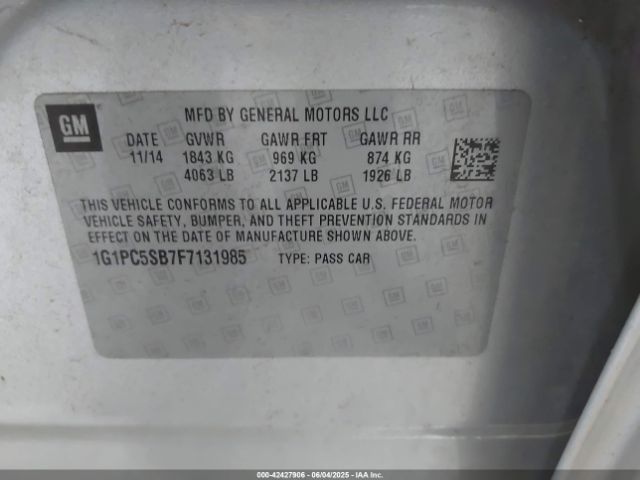 GM
MFD BY GENERAL MOTORS LLC
DATE GVWR GAWR FRT GAWR RR
11/14 1843 KG 969 KG 874 KG
4063 LB 2137 LB 1926 LB
THIS VEHICLE CONFORMS TO ALL APPLICABLE U.S. FEDERAL MOTOR
VEHICLE SAFETY, BUMPER, AND THEFT PREVENTION STANDARDS IN
EFFECT ON THE DATE OF MANUFACTURE SHOWN ABOVE.
1G1PC5SB7F7131985 TYPE: PASS CAR
000-42427906 - 06/04/2025 - IAAI Inc.